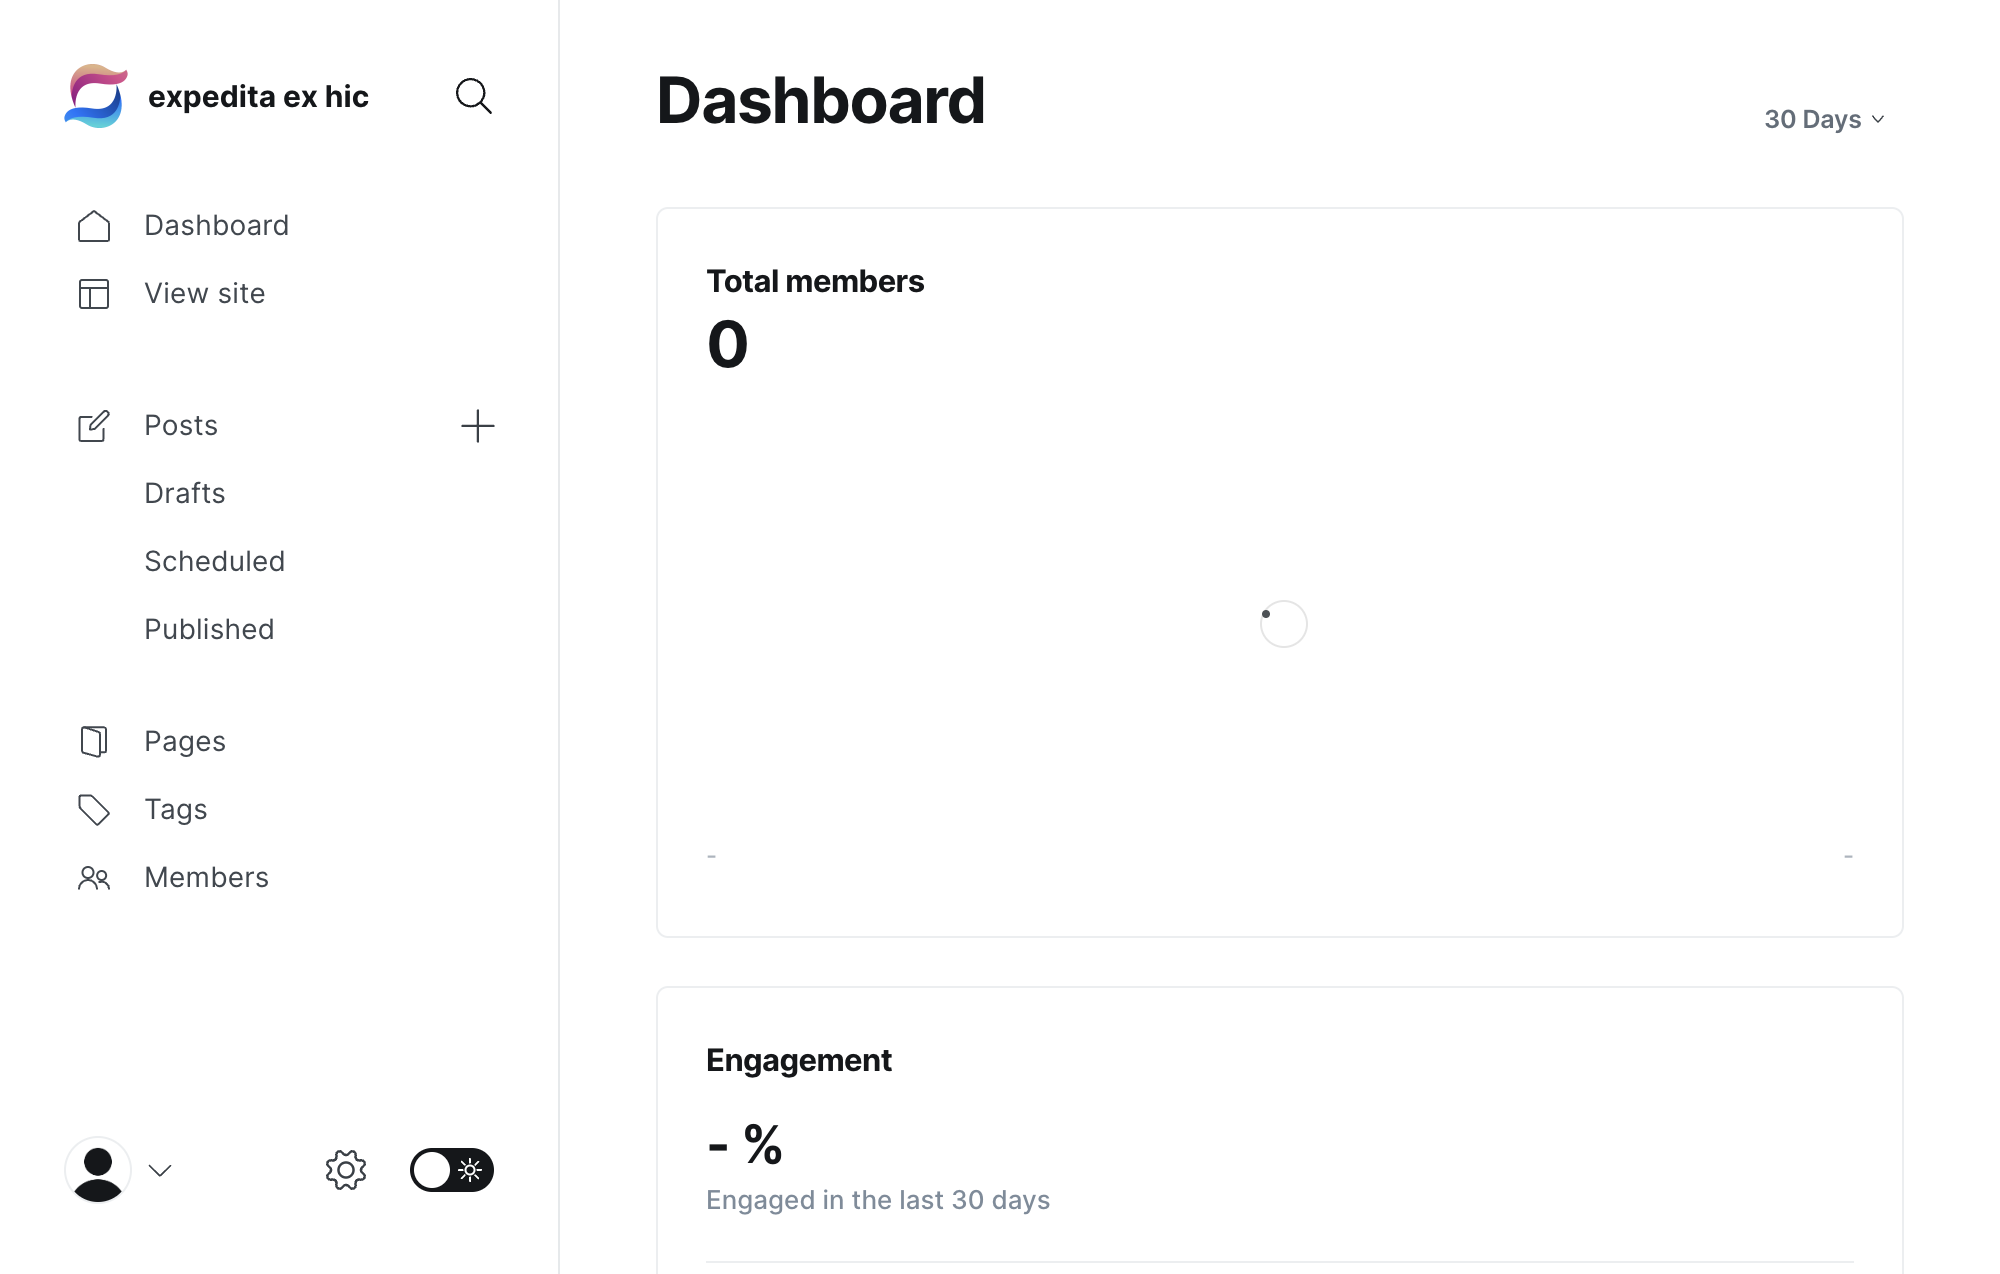 expedita ex hic
Dashboard
View site
Posts
Drafts
Scheduled
Published
Pages
Tags
Members
Dashboard
30 Days
Total members
0
-
-
Engagement
- %
Engaged in the last 30 days